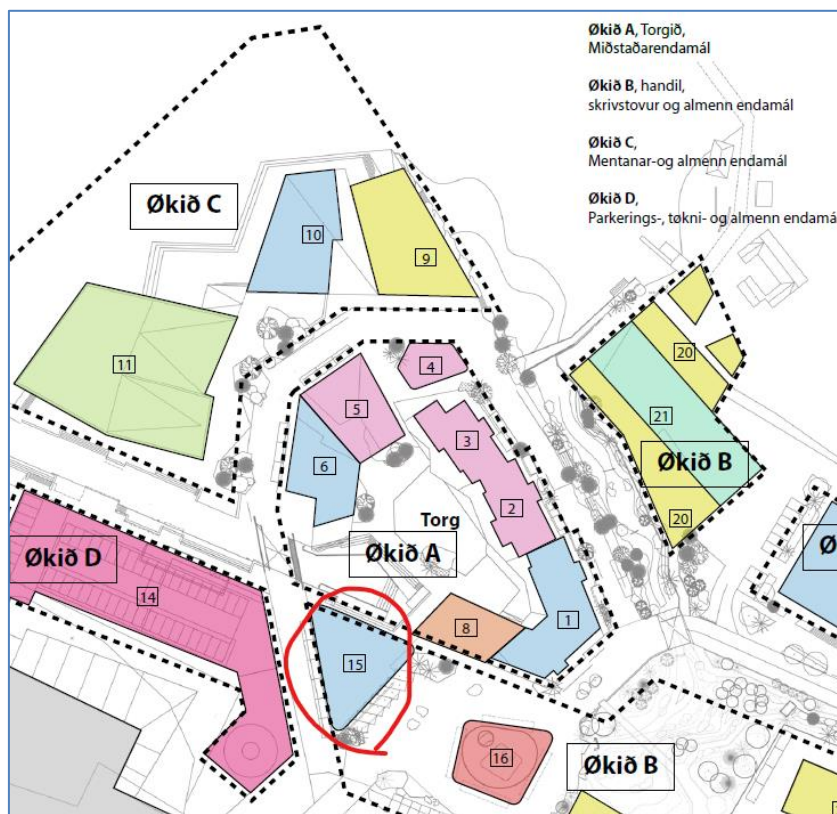 Økið A, Torgið,
Miðstaðarendamál
Økið B, handil,
skrivstovur og almenn endamál
Økið C,
Mentanar-og almenn endamál
Økið D,
Parkerings-, tøkni- og almenn endamá
Økið C
10
9
11
4
5
3
6
2
20
21
Økið B
20
Torg
Økið A
Økið D
14
Ø
1
8
15
16
Økið B